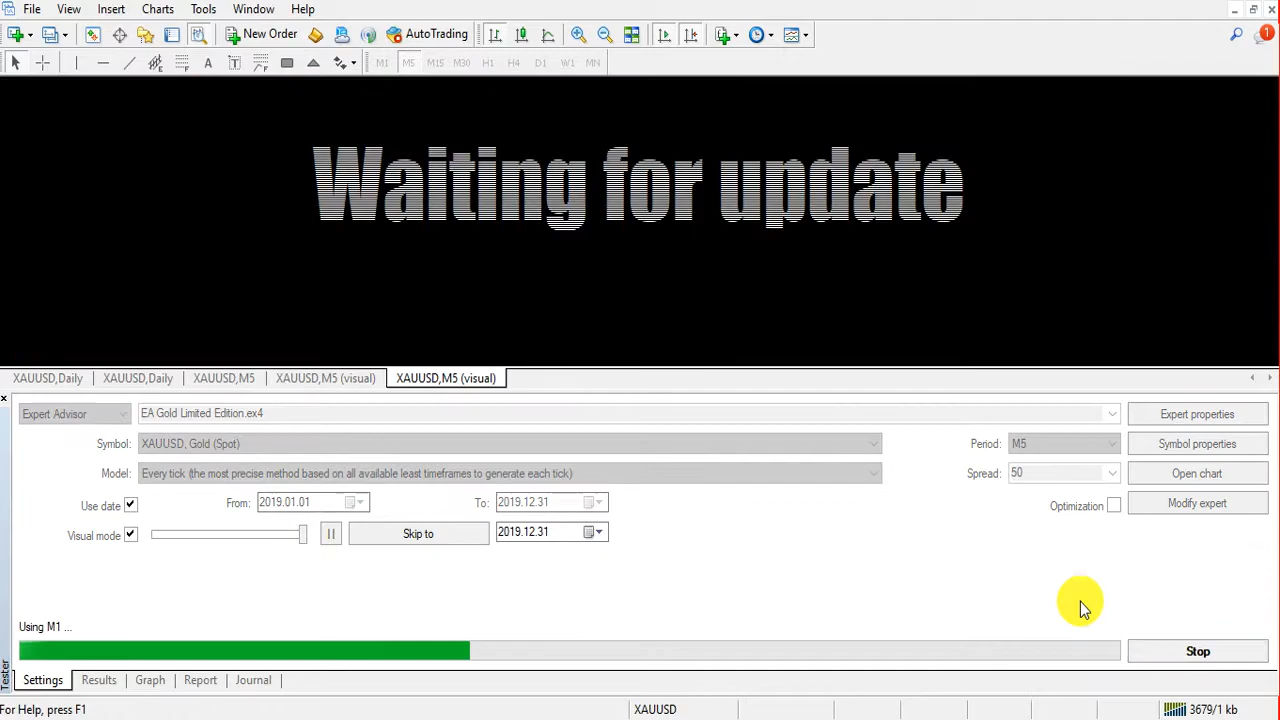 File View Insert Charts Tools Window Help
New Order AutoTrading
M1 M5 M15 M30 H1 H4 D1 W1 MN
1
Waiting for update
XAUUSD,Daily XAUUSD,Daily XAUUSD,M5 XAUUSD,M5 (visual) XAUUSD,M5 (visual)
Expert Advisor EA Gold Limited Edition.ex4 Expert properties
Symbol: XAUUSD, Gold (Spot) Period: M5 Symbol properties
Model: Every tick (the most precise method based on all available least timeframes to generate each tick) Spread: 50 Open chart
Use date From: 2019.01.01 To: 2019.12.31 Optimization Modify expert
Visual mode Skip to 2019.12.31
Using M1 ...
Stop
Tester
Settings Results Graph Report Journal
For Help, press F1 XAUUSD 3679/1 kb